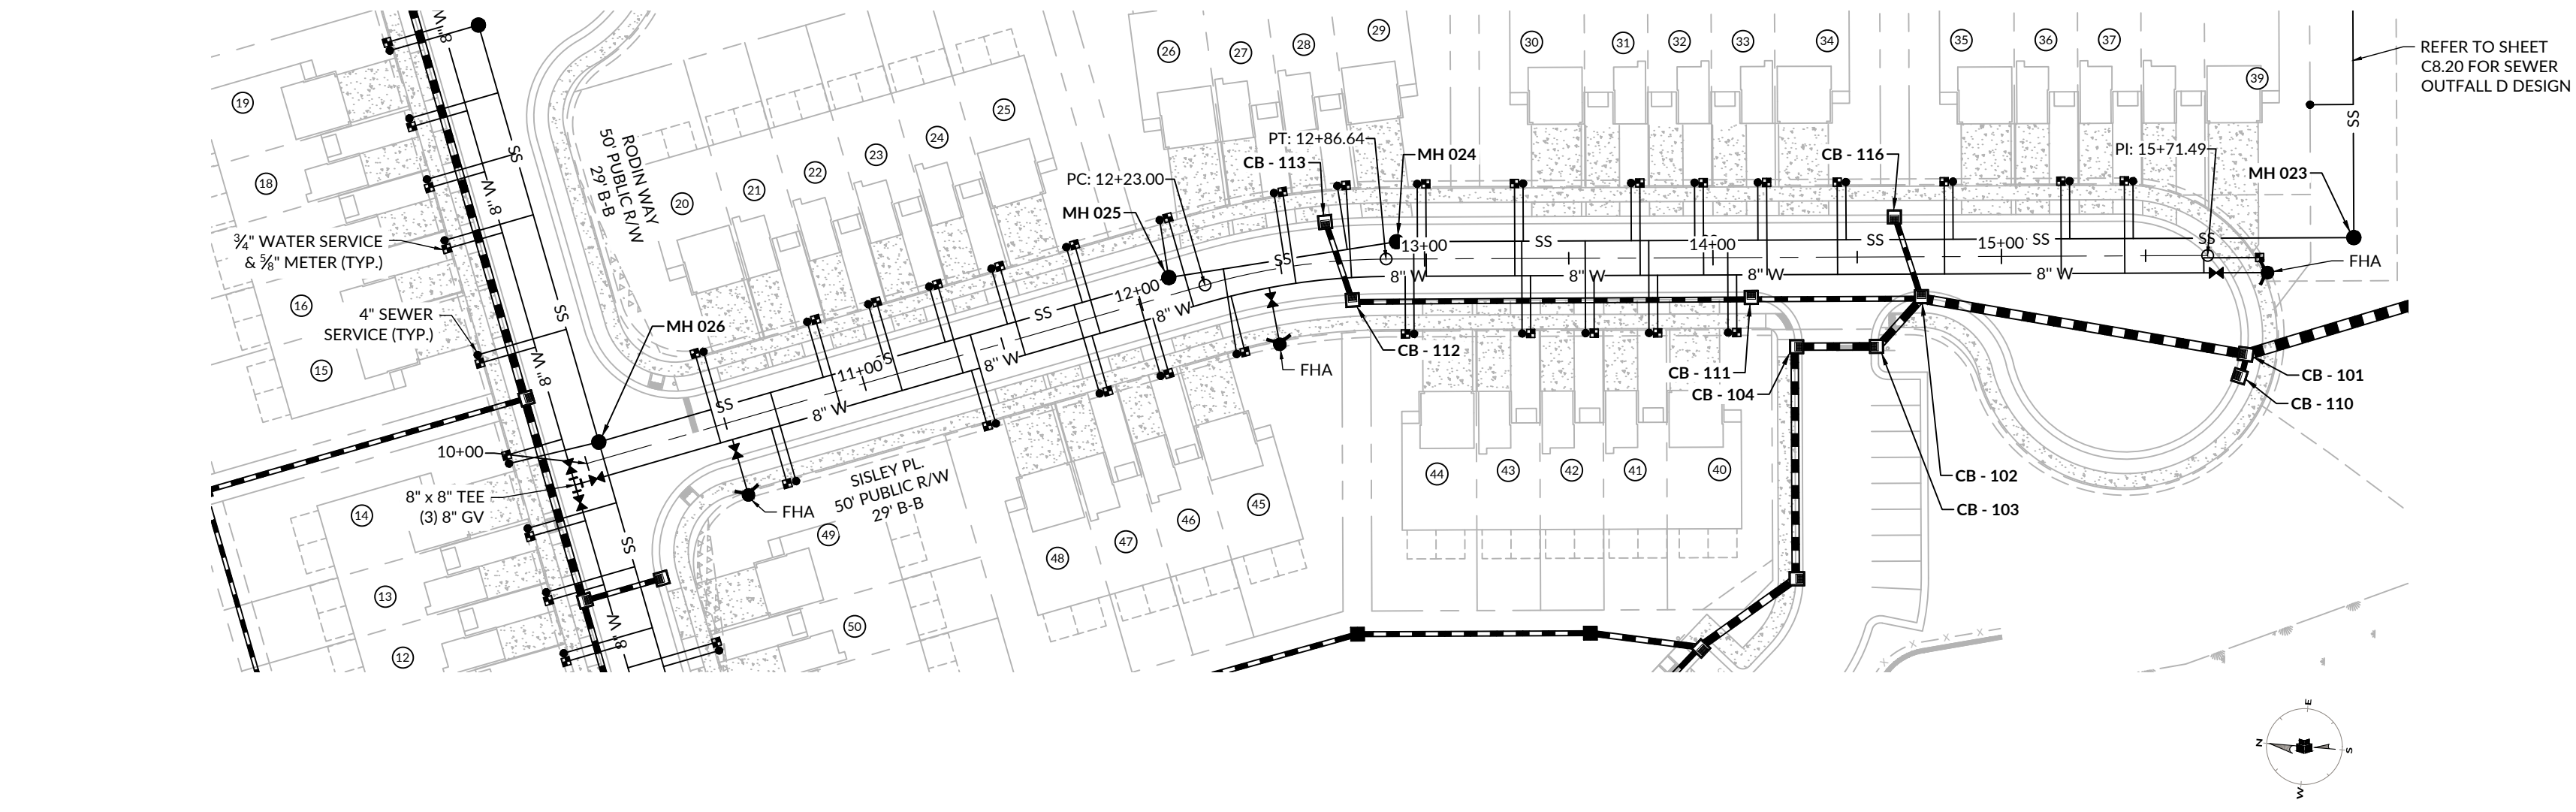 8" W
26
27
28
29
30
31
32
33
34
35
36
37
39
REFER TO SHEET
C8.20 FOR SEWER
OUTFALL D DESIGN
19
SS
RODIN WAY
50' PUBLIC R/W
29' B-B
25
24
23
22
21
20
PT: 12+86.64
MH 024
CB - 113
CB - 116
PI: 15+71.49
SS
MH 023
18
8" W
PC: 12+23.00
MH 025
3/4" WATER SERVICE
& 5/8" METER (TYP.)
16
4" SEWER
SERVICE (TYP.)
15
SS
8" W
MH 026
SS
11+00
SS
8" W
SS
8" W
12+00
8" W
SS
13+00
8" W
SS
8" W
14+00
8" W
SS
15+00
SS
8" W
SS
FHA
FHA
CB - 112
CB - 111
CB - 104
CB - 101
CB - 110
10+00
8" x 8" TEE
(3) 8" GV
14
SS
FHA
SISLEY PL.
50' PUBLIC R/W
29' B-B
49
48
47
46
45
44
43
42
41
40
CB - 102
CB - 103
13
12
8" W
50
x
x
x
x
E
N
S
W